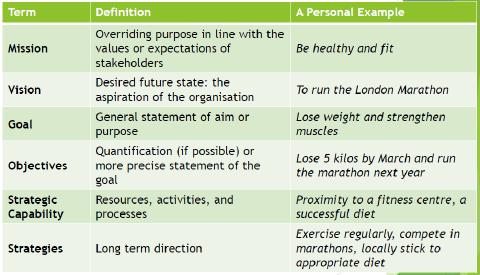 Term Definition A Personal Example
Mission
Overriding purpose in line with the
values or expectations of
stakeholders
Be healthy and fit
Vision
Desired future state: the
aspiration of the organisation
To run the London Marathon
Goal
General statement of aim or
purpose
Lose weight and strengthen
muscles
Objectives
Quantification (if possible) or
more precise statement of the
goal
Lose 5 kilos by March and run
the marathon next year
Strategic
Capability
Resources, activities, and
processes
Proximity to a fitness centre, a
successful diet
Strategies
Long term direction
Exercise regularly, compete in
marathons, locally stick to
appropriate diet